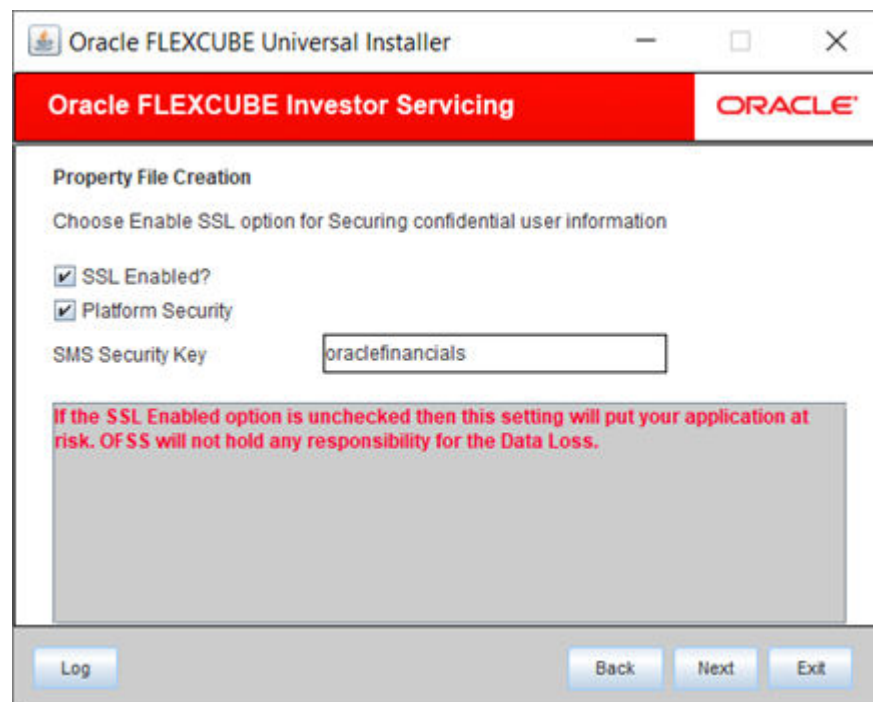 Oracle FLEXCUBE Universal Installer
Oracle FLEXCUBE Investor Servicing
ORACLE
Property File Creation
Choose Enable SSL option for Securing confidential user information
SSL Enabled?
Platform Security
SMS Security Key
oraclefinancials
If the SSL Enabled option is unchecked then this setting will put your application at
risk. OFSS will not hold any responsibility for the Data Loss.
Log
Back
Next
Exit